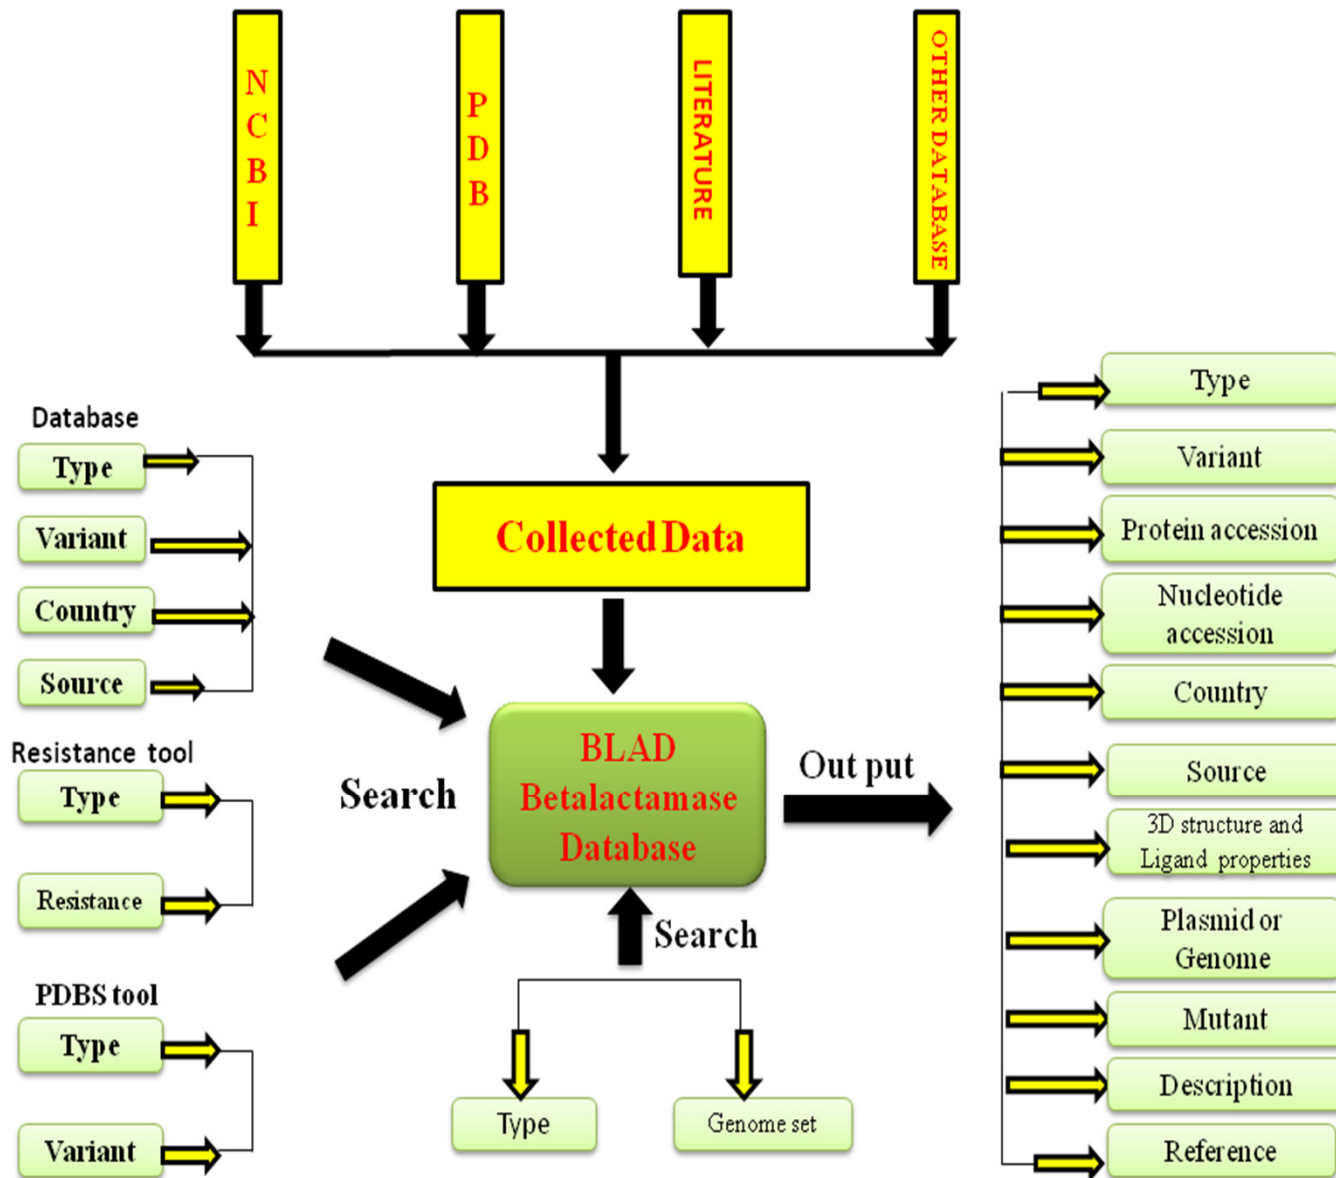 NCBI
PDB
LITERATURE
OTHER DATABASE
Collected Data
Database
Type
Variant
Country
Source
Resistance tool
Type
Resistance
PDBS tool
Type
Variant
Search
BLAD
Betalactamase
Database
Search
Type
Genome set
Out put
Type
Variant
Protein accession
Nucleotide
accession
Country
Source
3D structure and
Ligand properties
Plasmid or
Genome
Mutant
Description
Reference